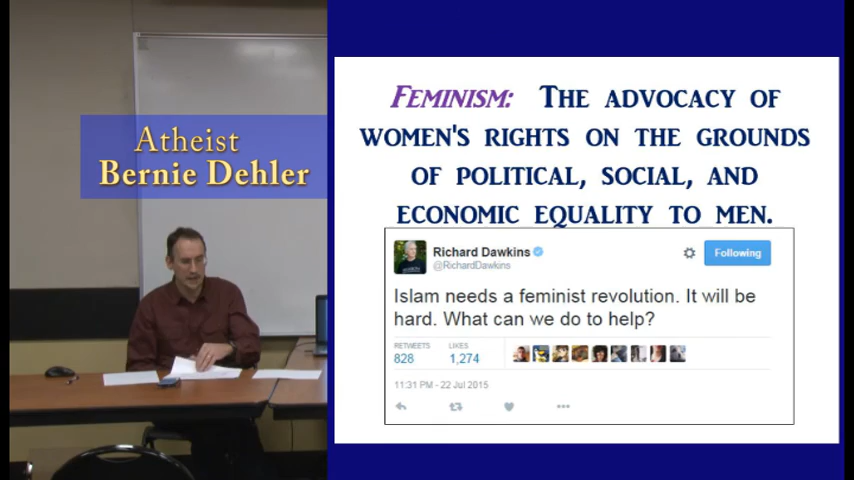 Atheist
Bernie Dehler
Feminism: The advocacy of
women's rights on the grounds
of political, social, and
economic equality to men.
Richard Dawkins
@RichardDawkins
Following
Islam needs a feminist revolution. It will be
hard. What can we do to help?
RETWEETS LIKES
828 1,274
11:31 PM - 22 Jul 2015